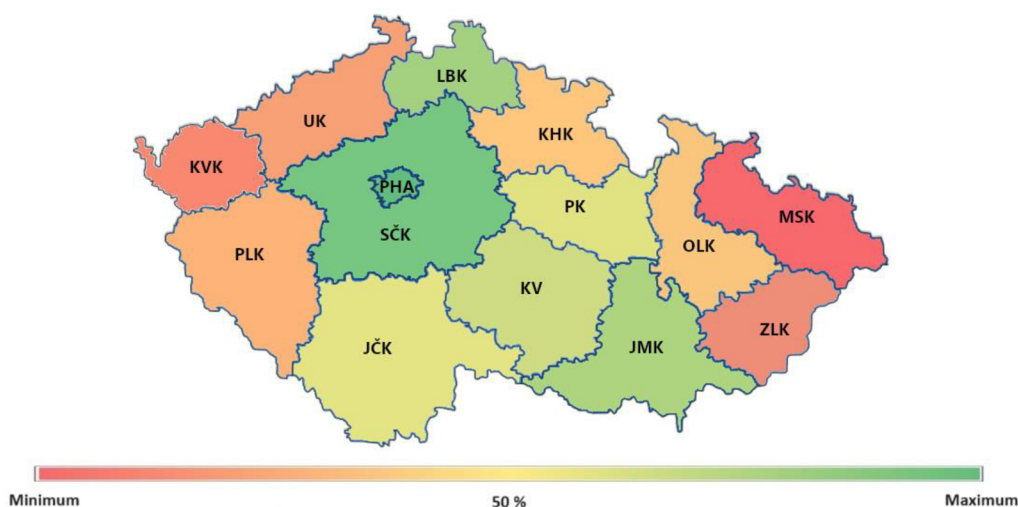 LBK
UK
KHK
KVK
PHA
PK
MSK
SČK
OLK
PLK
KV
ZLK
JČK
JMK
Minimum
50 %
Maximum